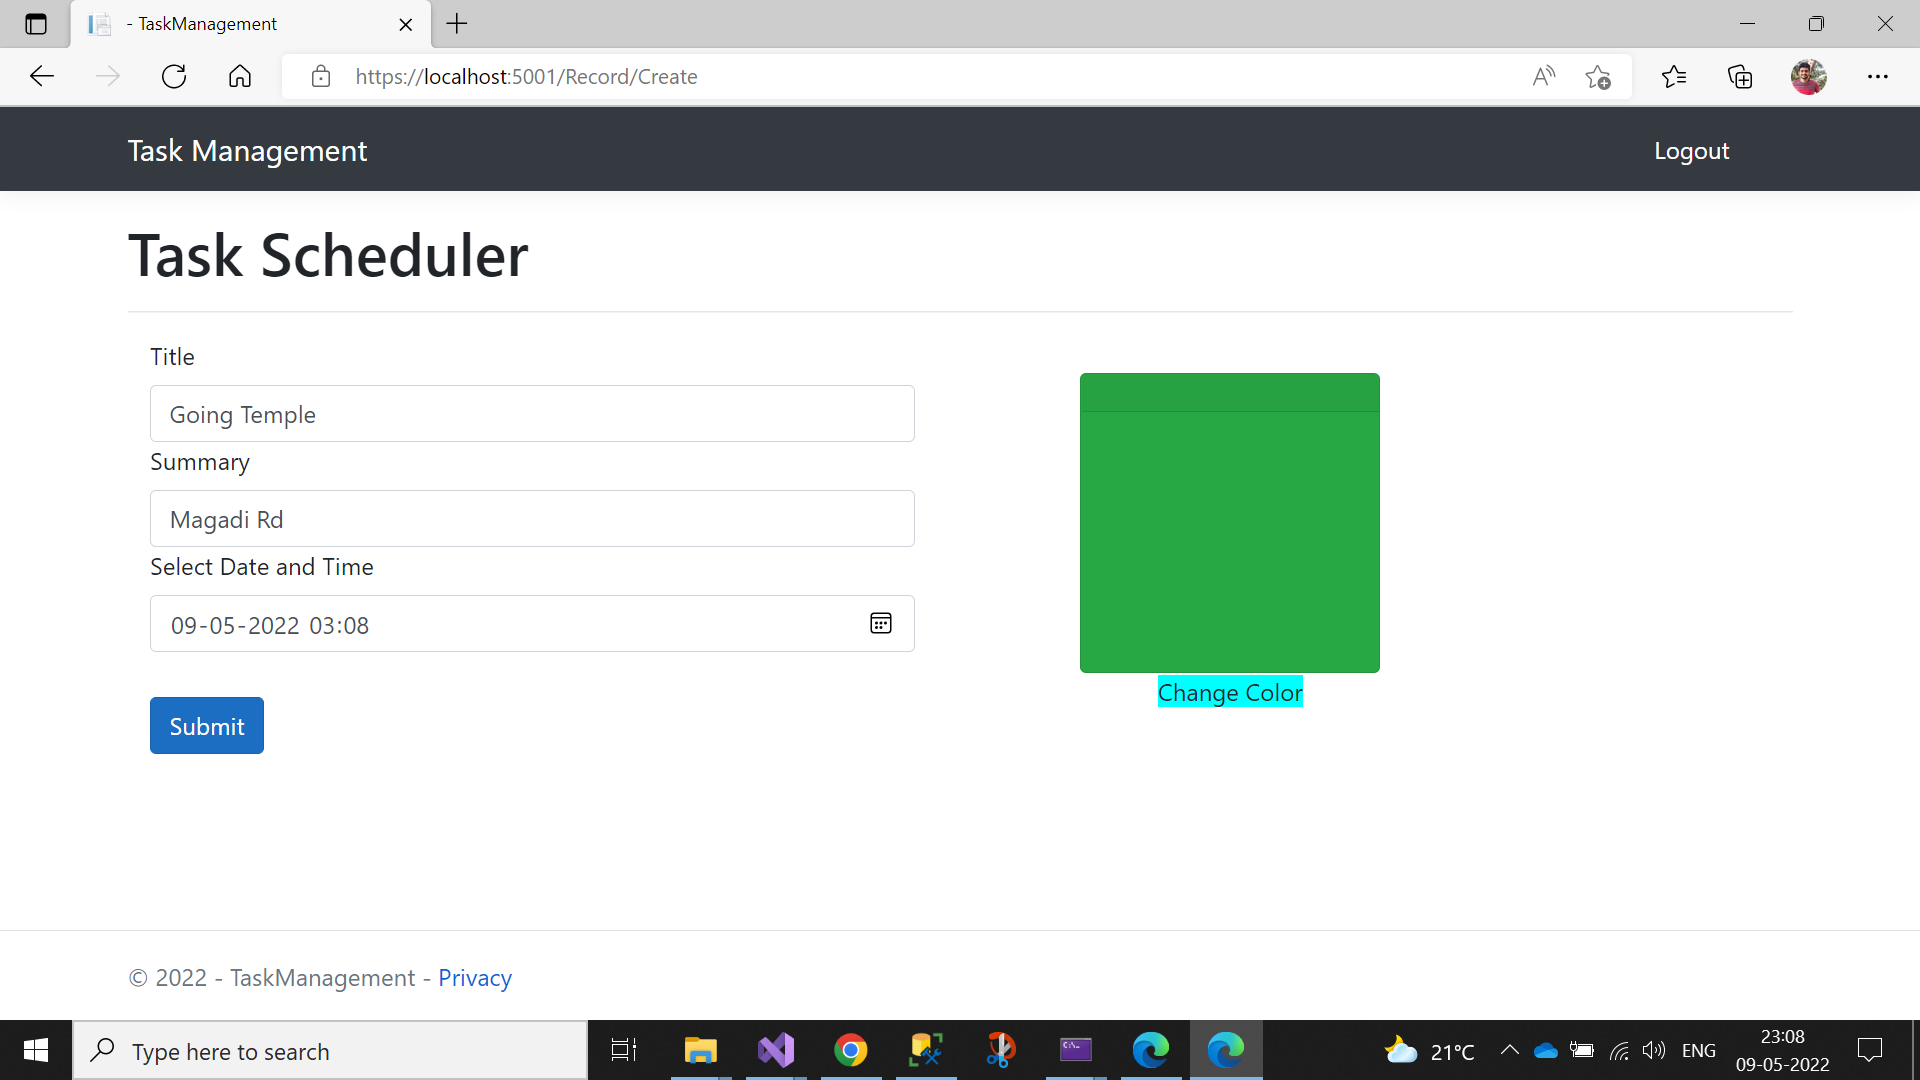 - TaskManagement
https://localhost:5001/Record/Create
Task Management
Logout
Task Scheduler
Title
Going Temple
Summary
Magadi Rd
Select Date and Time
09-05-2022 03:08
Submit
Change Color
© 2022 - TaskManagement - Privacy
Type here to search
21°C
ENG
23:08
09-05-2022